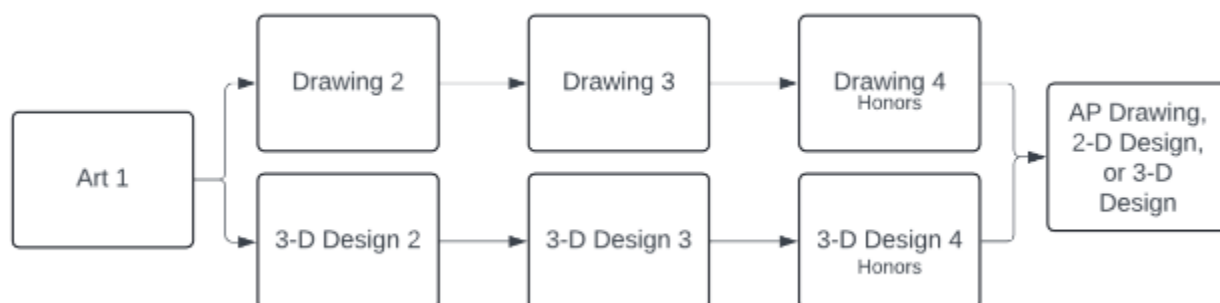 Drawing 2
Drawing 3
Drawing 4
Honors
Art 1
AP Drawing,
2-D Design,
or 3-D
Design
3-D Design 2
3-D Design 3
3-D Design 4
Honors